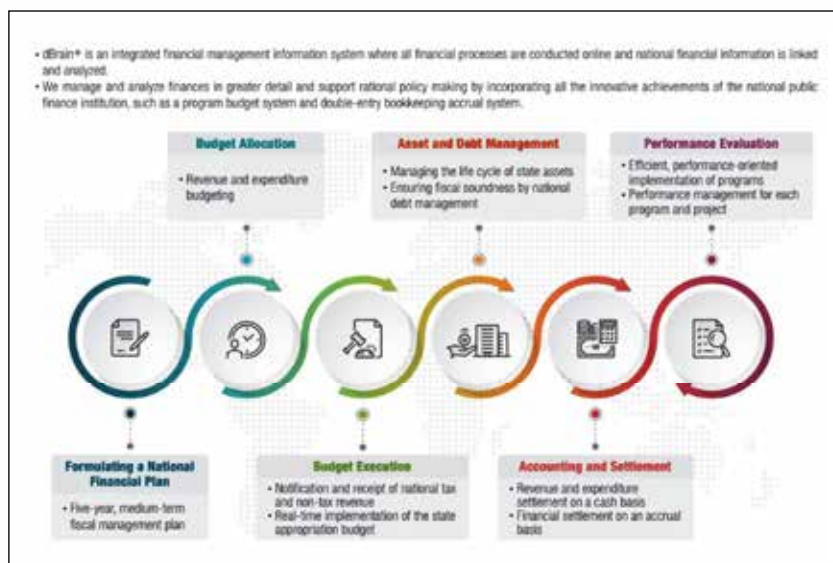 • dBrain+ is an integrated financial management information system where all financial processes are conducted online and national financial information is linked
and analyzed.
• We manage and analyze finances in greater detail and support rational policy making by incorporating all the innovative achievements of the national public
finance institution, such as a program budget system and double-entry bookkeeping accrual system.
Budget Allocation
• Revenue and expenditure
budgeting
Asset and Debt Management
• Managing the life cycle of state assets
• Ensuring fiscal soundness by national
debt management
Performance Evaluation
• Efficient, performance-oriented
implementation of programs
• Performance management for each
program and project
Formulating a National
Financial Plan
• Five-year, medium-term
fiscal management plan
Budget Execution
• Notification and receipt of national tax
and non-tax revenue
• Real-time implementation of the state
appropriation budget
Accounting and Settlement
• Revenue and expenditure
settlement on a cash basis
• Financial settlement on an accrual
basis